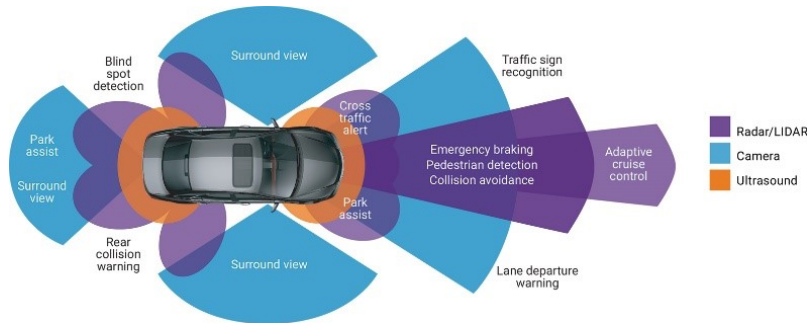 Surround view
Traffic sign
recognition
Blind
spot
detection
Cross
traffic
alert
Radar/LIDAR
Camera
Ultrasound
Park
assist
Surround
view
Emergency braking
Pedestrian detection
Collision avoidance
Adaptive
cruise
control
Park
assist
Rear
collision
warning
Surround view
Lane departure
warning